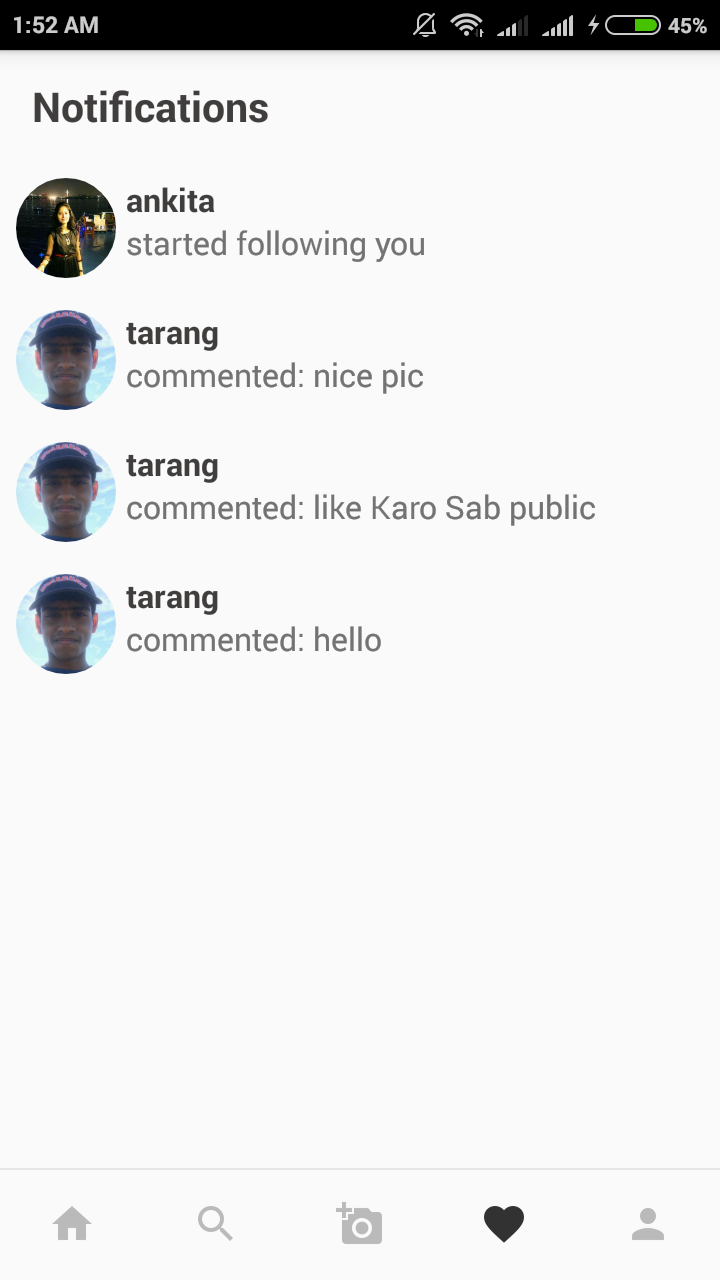 1:52 AM 45%
Notifications
ankita
started following you
tarang
commented: nice pic
tarang
commented: like Karo Sab public
tarang
commented: hello